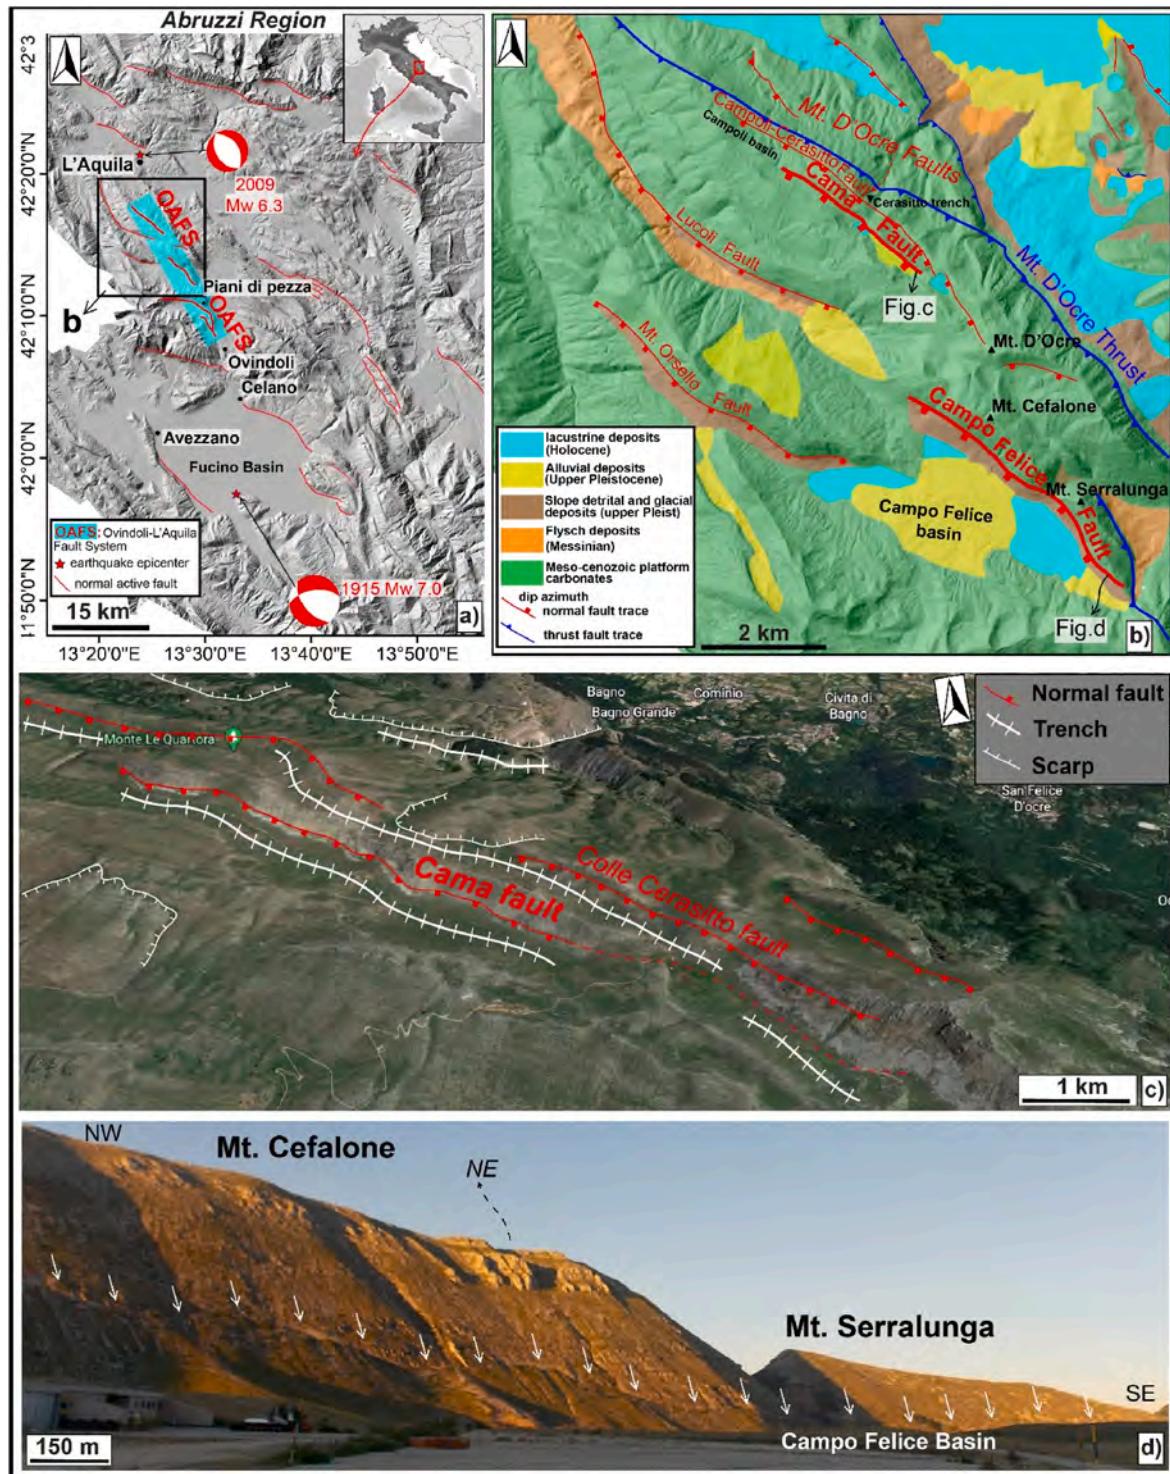 Abruzzi Region
42°3
42°20'0"N
42°10'0"N
42°0'0"N
41°50'0"N
L'Aquila
2009
Mw 6.3
OAFS
Piani di pezza
OAFS
b
Ovindoli
Celano
Avezzano
Fucino Basin
OAFS: Ovindoli-L'Aquila
Fault System
earthquake epicenter
normal active fault
1915 Mw 7.0
15 km
a)
13°20'0"E
13°30'0"E
13°40'0"E
13°50'0"E
Mt. D'Ocre Faults
Campoli-Cerasitto Fault
Campoli basin
Cama Fault
Cerasitto trench
Lucoli Fault
Fig.c
Mt. D'Ocre Thrust
Mt. Orsello Fault
Mt. D'Ocre
Mt. Cefalone
Campo Felice Fault
Mt. Serralunga
Campo Felice
basin
Fig.d
lacustrine deposits
(Holocene)
Alluvial deposits
(Upper Pleistocene)
Slope detrital and glacial
deposits (upper Pleist)
Flysch deposits
(Messinian)
Meso-cenozoic platform
carbonates
dip azimuth
normal fault trace
thrust fault trace
2 km
b)
Bagno
Bagno Grande
Cominio
Civita di
Bagno
Normal fault
Trench
Scarp
San Felice
D'ocre
Oc
Monte Le Quartora
Cama fault
Colle Cerasitto fault
1 km
c)
NW
Mt. Cefalone
NE
Mt. Serralunga
SE
Campo Felice Basin
150 m
d)